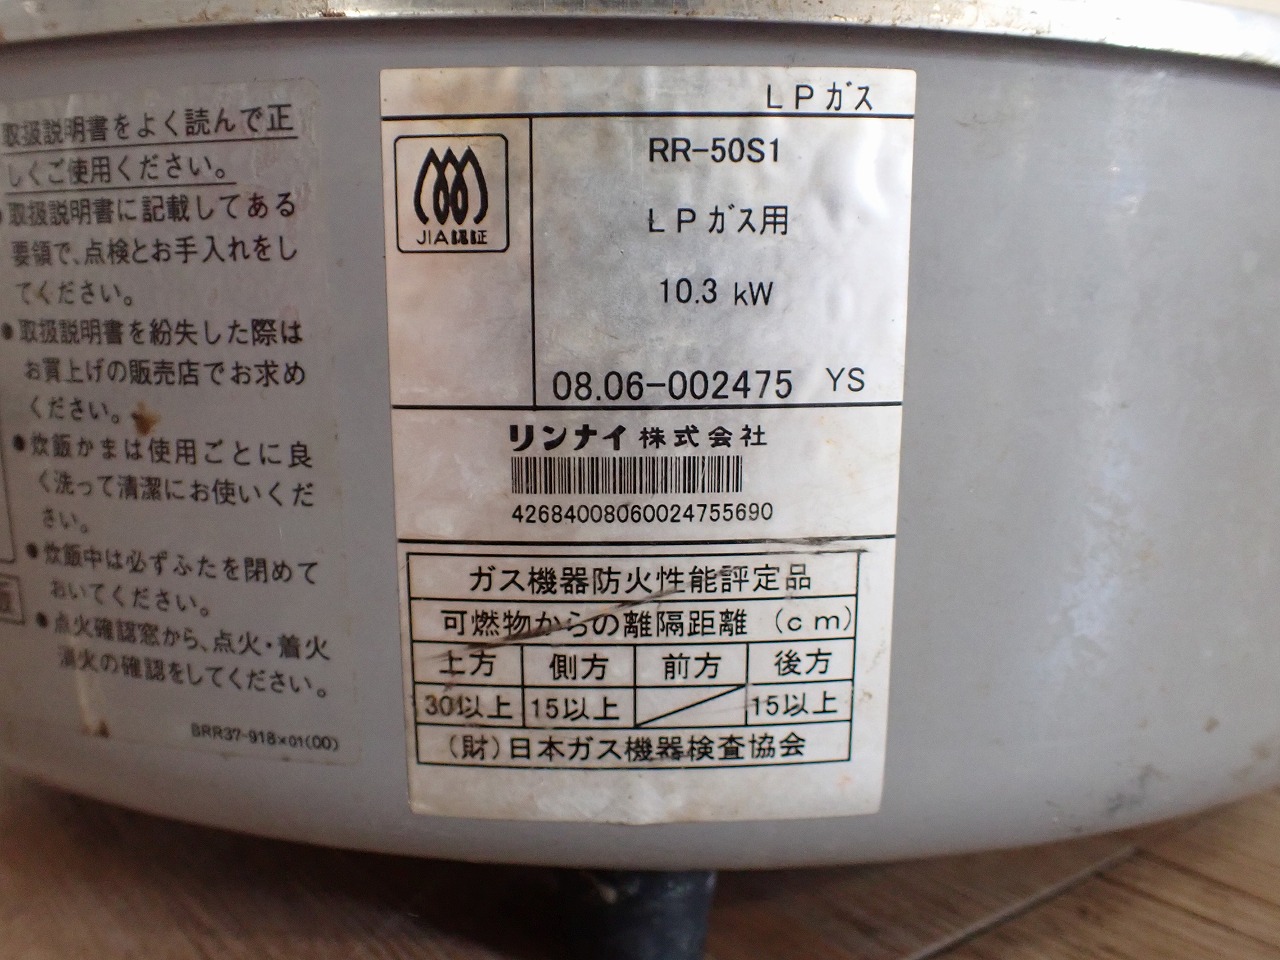 取扱説明書をよく読んで正
しくご使用ください。
取扱説明書に記載してある
要領で、点検とお手入れをし
てください。
●取扱説明書を紛失した際は
お買上げの販売店でお求め
ください。
●炊飯かまは使用ごとに良
く洗って清潔にお使いくだ
さい。
●炊飯中は必ずふたを閉めて
おいてください。
●点火確認窓から、点火・着火
消火の確認をしてください。
BRR37-918×01(00)
LPガス
JIA認証
RR-50S1
LPガス用
10.3 kW
08.06-002475 YS
リンナイ株式会社
42684008060024755690
ガス機器防火性能評定品
可燃物からの離隔距離 (cm)
上方 側方 前方 後方
30以上 15以上 15以上
(財)日本ガス機器検査協会